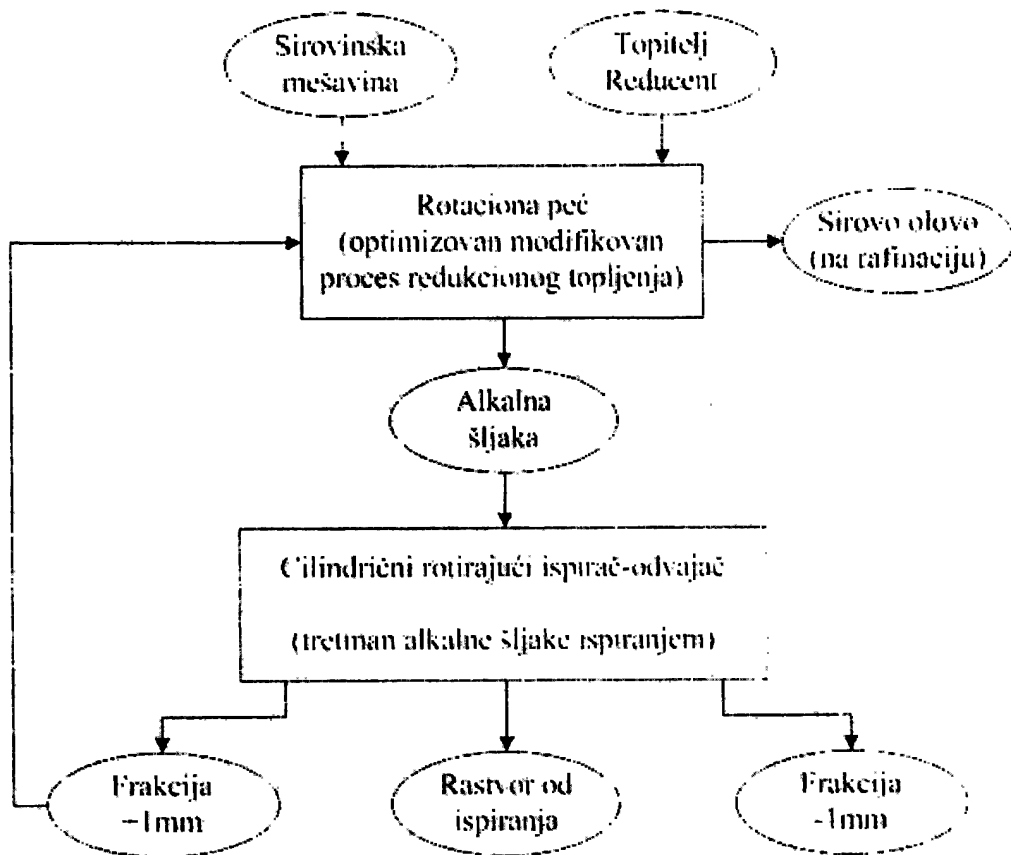 Sirovinska
mešavina
Topitelj
Reducent
Rotaciona peć
(optimizovan modifikovan
proces redukcionog topljenja)
Sirovo olovo
(na rafinaciju)
Alkalna
šljaka
Cilindrični rotirajući ispirač-odvajač
(tretman alkalne šljake ispiranjem)
Frakcija
+1mm
Rastvor od
ispiranja
Frakcija
-1mm